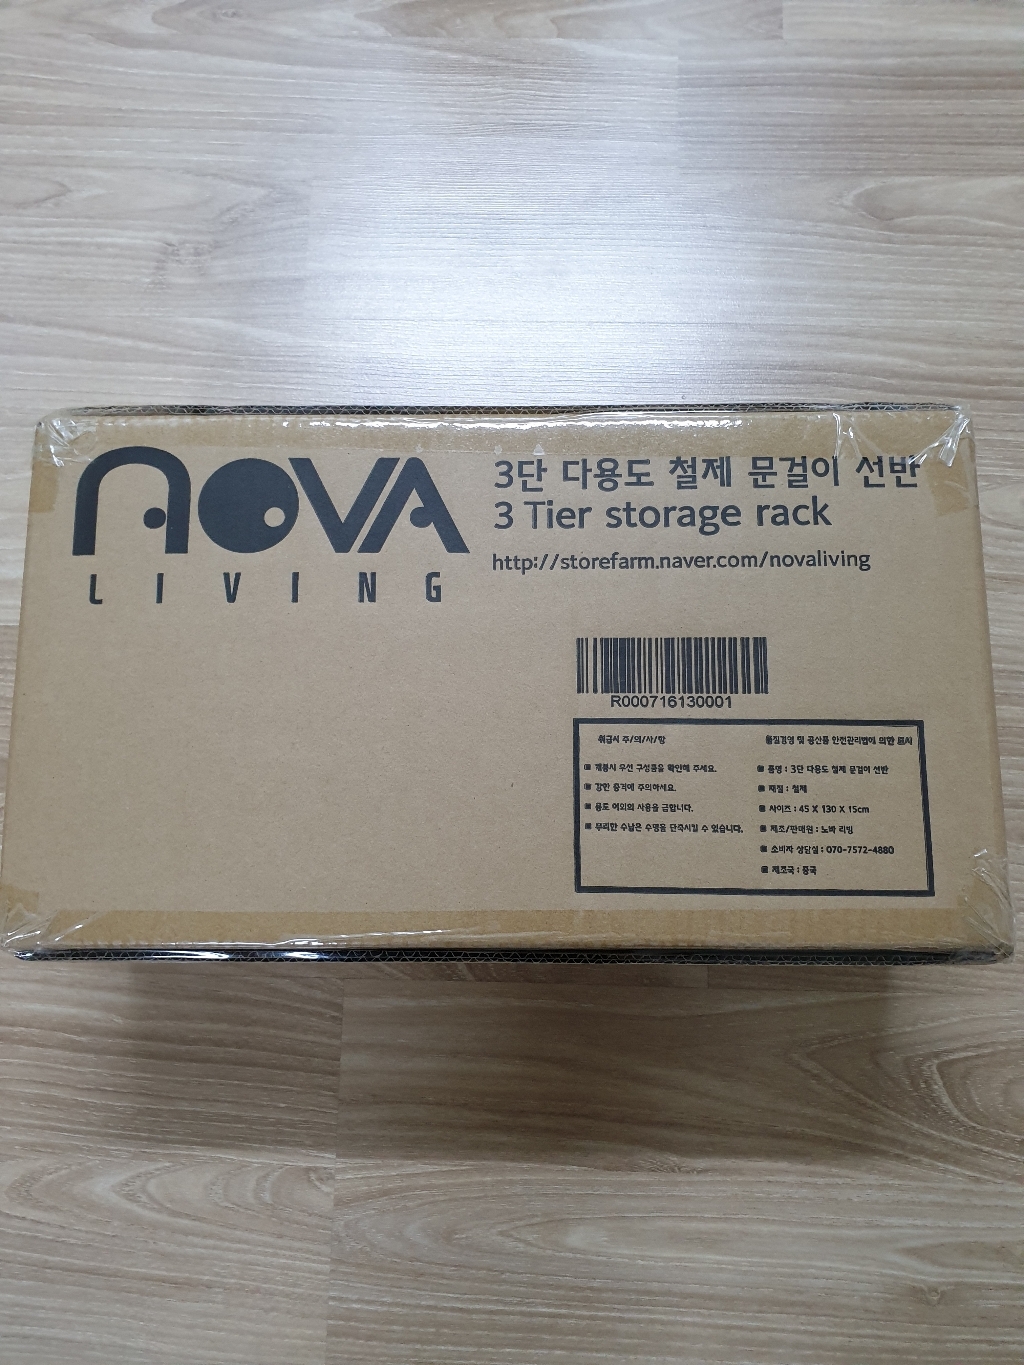 NOVA
LIVING
3단 다용도 철제 문걸이 선반
3 Tier storage rack
http://storefarm.naver.com/novaliving
R000716130001
취급시 주/의/사/항
개봉시 우선 구성품을 확인해 주세요.
강한 충격에 주의하세요.
용도 이외의 사용을 금합니다.
무리한 수납은 수명을 단축시킬 수 있습니다.
품질경영 및 공산품 안전관리법에 의한 표시
품명 : 3단 다용도 철제 문걸이 선반
재질 : 철제
사이즈 : 45 X 130 X 15cm
제조/판매원 : 노바 리빙
소비자 상담실 : 070-7572-4880
제조국 : 중국